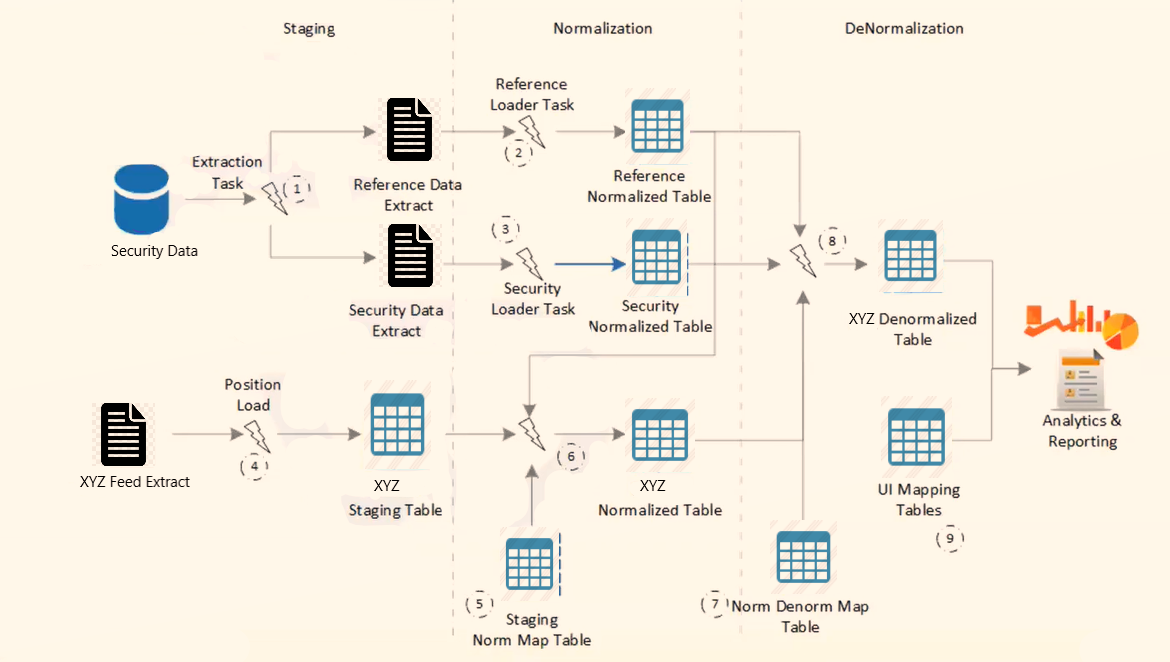 Staging
Normalization
DeNormalization
Reference
Loader Task
2
Extraction
Task
1
Reference Data
Extract
Reference
Normalized Table
Security Data
3
8
Security Data
Extract
Security
Loader Task
Security
Normalized Table
XYZ Denormalized
Table
Position
Load
4
XYZ Feed Extract
XYZ
Staging Table
6
XYZ
Normalized Table
Analytics &
Reporting
UI Mapping
Tables
9
5
Staging
Norm Map Table
7
Norm Denorm Map
Table